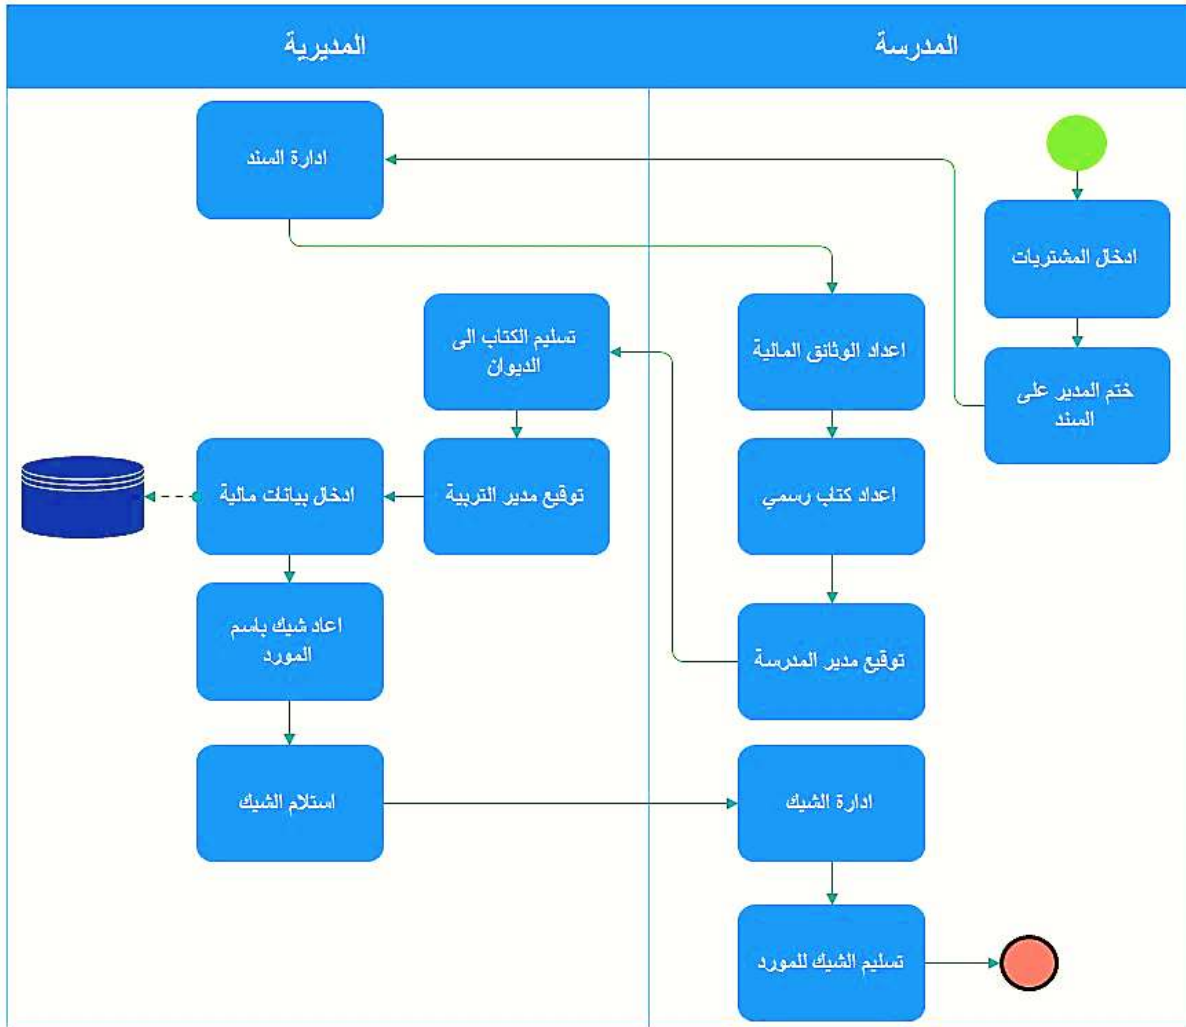 المدرسة
المديرية
ادارة السند
ادخال المشتريات
ختم المدير على
السند
اعداد الوثائق المالية
تسليم الكتاب الى
الديوان
اعداد كتاب رسمي
توقيع مدير التربية
ادخال بيانات مالية
توقيع مدير المدرسة
اعاد شيك باسم
المورد
ادارة الشيك
استلام الشيك
تسليم الشيك للمورد